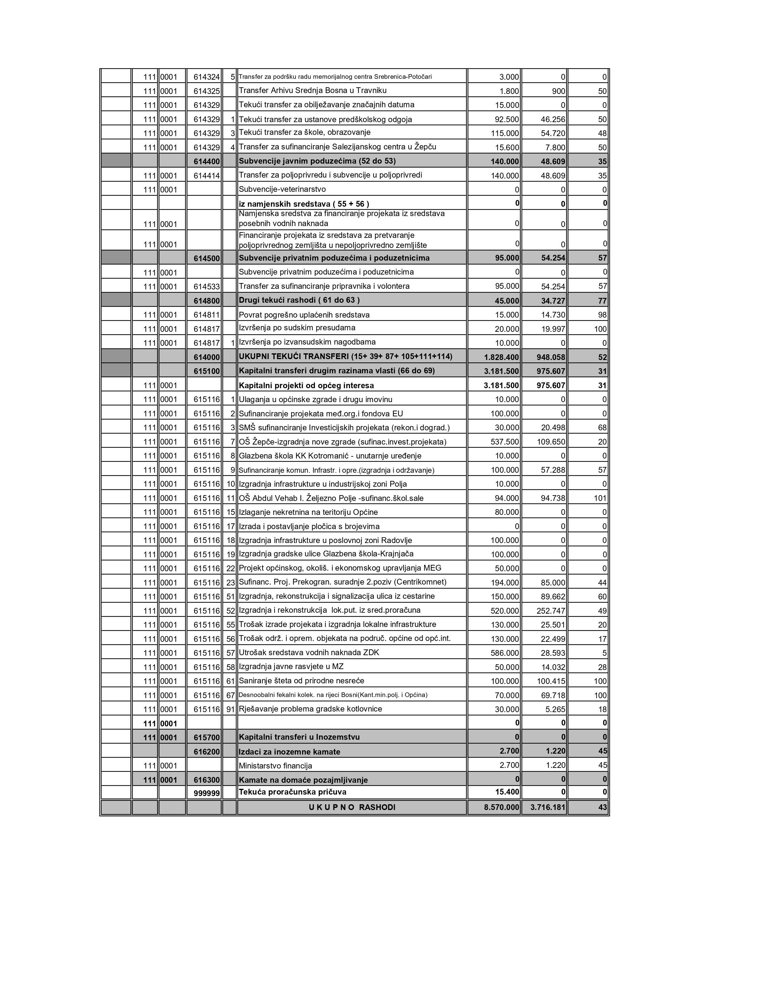 111 0001 614324 5 Transfer za podršku radu memorijalnog centra Srebrenica-Potočari 3.000 0 0
111 0001 614325 Transfer Arhivu Srednja Bosna u Travniku 1.800 900 50
111 0001 614329 Tekući transfer za obilježavanje značajnih datuma 15.000 0 0
111 0001 614329 1 Tekući transfer za ustanove predškolskog odgoja 92.500 46.256 50
111 0001 614329 3 Tekući transfer za škole, obrazovanje 115.000 54.720 48
111 0001 614329 4 Transfer za sufinanciranje Salezijanskog centra u Žepču 15.600 7.800 50
614400 Subvencije javnim poduzećima (52 do 53) 140.000 48.609 35
111 0001 614414 Transfer za poljoprivredu i subvencije u poljoprivredi 140.000 48.609 35
111 0001 Subvencije-veterinarstvo 0 0 0
iz namjenskih sredstava ( 55 + 56 ) 0 0 0
Namjenska sredstva za financiranje projekata iz sredstava
111 0001 posebnih vodnih naknada 0 0 0
Financiranje projekata iz sredstava za pretvaranje
111 0001 poljoprivrednog zemljišta u nepoljoprivredno zemljište 0 0 0
614500 Subvencije privatnim poduzećima i poduzetnicima 95.000 54.254 57
111 0001 Subvencije privatnim poduzećima i poduzetnicima 0 0 0
111 0001 614533 Transfer za sufinanciranje pripravnika i volontera 95.000 54.254 57
614800 Drugi tekući rashodi ( 61 do 63 ) 45.000 34.727 77
111 0001 614811 Povrat pogrešno uplaćenih sredstava 15.000 14.730 98
111 0001 614817 Izvršenja po sudskim presudama 20.000 19.997 100
111 0001 614817 1 Izvršenja po izvansudskim nagodbama 10.000 0 0
614000 UKUPNI TEKUĆI TRANSFERI (15+ 39+ 87+ 105+111+114) 1.828.400 948.058 52
615100 Kapitalni transferi drugim razinama vlasti (66 do 69) 3.181.500 975.607 31
111 0001 Kapitalni projekti od općeg interesa 3.181.500 975.607 31
111 0001 615116 1 Ulaganja u općinske zgrade i drugu imovinu 10.000 0 0
111 0001 615116 2 Sufinanciranje projekata međ.org.i fondova EU 100.000 0 0
111 0001 615116 3 SMŠ sufinanciranje Investicijskih projekata (rekon.i dograd.) 30.000 20.498 68
111 0001 615116 7 OŠ Žepče-izgradnja nove zgrade (sufinac.invest.projekata) 537.500 109.650 20
111 0001 615116 8 Glazbena škola KK Kotromanić - unutarnje uređenje 10.000 0 0
111 0001 615116 9 Sufinanciranje komun. Infrastr. i opre.(izgradnja i održavanje) 100.000 57.288 57
111 0001 615116 10 Izgradnja infrastrukture u industrijskoj zoni Polja 10.000 0 0
111 0001 615116 11 OŠ Abdul Vehab I. Željezno Polje -sufinanc.škol.sale 94.000 94.738 101
111 0001 615116 15 Izlaganje nekretnina na teritoriju Općine 80.000 0 0
111 0001 615116 17 Izrada i postavljanje pločica s brojevima 0 0 0
111 0001 615116 18 Izgradnja infrastrukture u poslovnoj zoni Radovlje 100.000 0 0
111 0001 615116 19 Izgradnja gradske ulice Glazbena škola-Krajnjača 100.000 0 0
111 0001 615116 22 Projekt općinskog, okoliš. i ekonomskog upravljanja MEG 50.000 0 0
111 0001 615116 23 Sufinanc. Proj. Prekogran. suradnje 2.poziv (Centrikomnet) 194.000 85.000 44
111 0001 615116 51 Izgradnja, rekonstrukcija i signalizacija ulica iz cestarine 150.000 89.662 60
111 0001 615116 52 Izgradnja i rekonstrukcija lok.put. iz sred.proračuna 520.000 252.747 49
111 0001 615116 55 Trošak izrade projekata i izgradnja lokalne infrastrukture 130.000 25.501 20
111 0001 615116 56 Trošak održ. i oprem. objekata na područ. općine od opć.int. 130.000 22.499 17
111 0001 615116 57 Utrošak sredstava vodnih naknada ZDK 586.000 28.593 5
111 0001 615116 58 Izgradnja javne rasvjete u MZ 50.000 14.032 28
111 0001 615116 61 Saniranje šteta od prirodne nesreće 100.000 100.415 100
111 0001 615116 67 Desnoobalni fekalni kolek. na rijeci Bosni(Kant.min.polj. i Općina) 70.000 69.718 100
111 0001 615116 91 Rješavanje problema gradske kotlovnice 30.000 5.265 18
111 0001 0 0 0
111 0001 615700 Kapitalni transferi u Inozemstvu 0 0 0
616200 Izdaci za inozemne kamate 2.700 1.220 45
111 0001 Ministarstvo financija 2.700 1.220 45
111 0001 616300 Kamate na domaće pozajmljivanje 0 0 0
999999 Tekuća proračunska pričuva 15.400 0 0
U K U P N O RASHODI 8.570.000 3.716.181 43